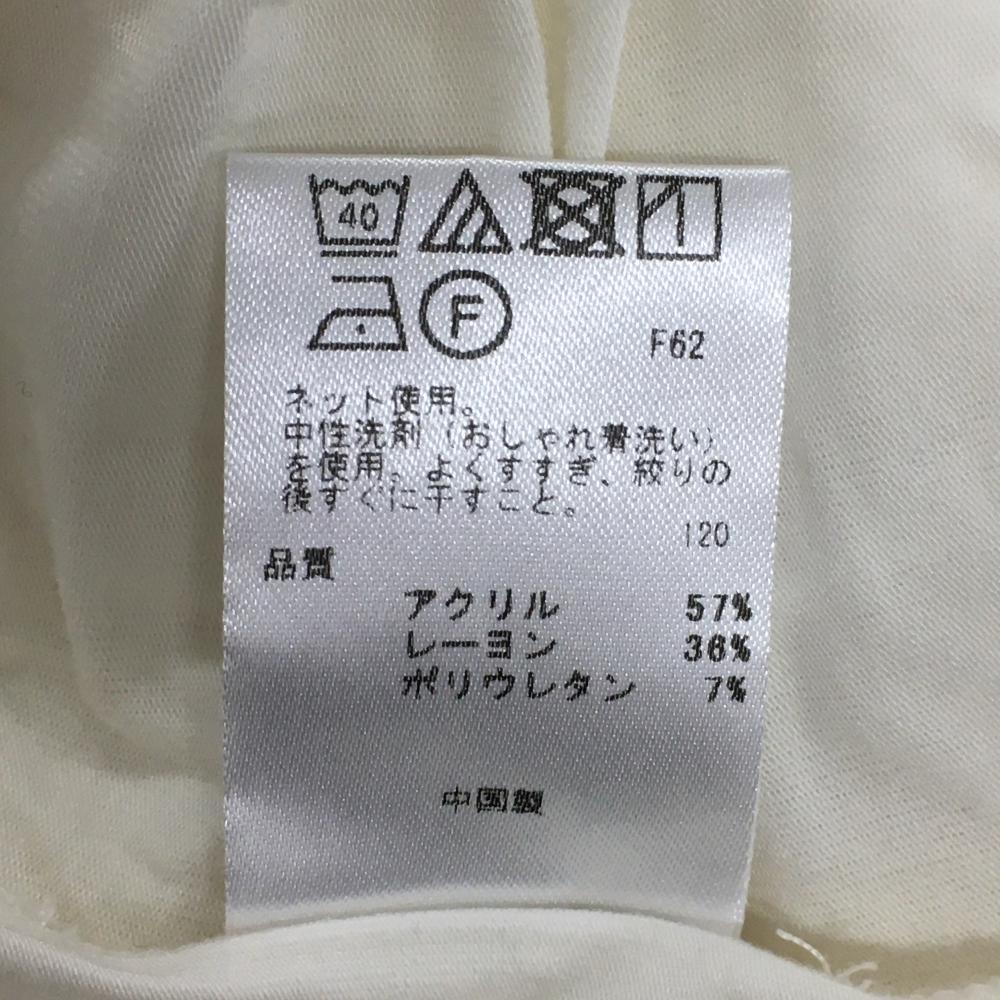 40
F
F62
ネット使用。
中性洗剤（おしゃれ着洗い）
を使用。よくすすぎ、絞りの
後すぐに干すこと。
120
品質
アクリル 57%
レーヨン 36%
ポリウレタン 7%
中国製